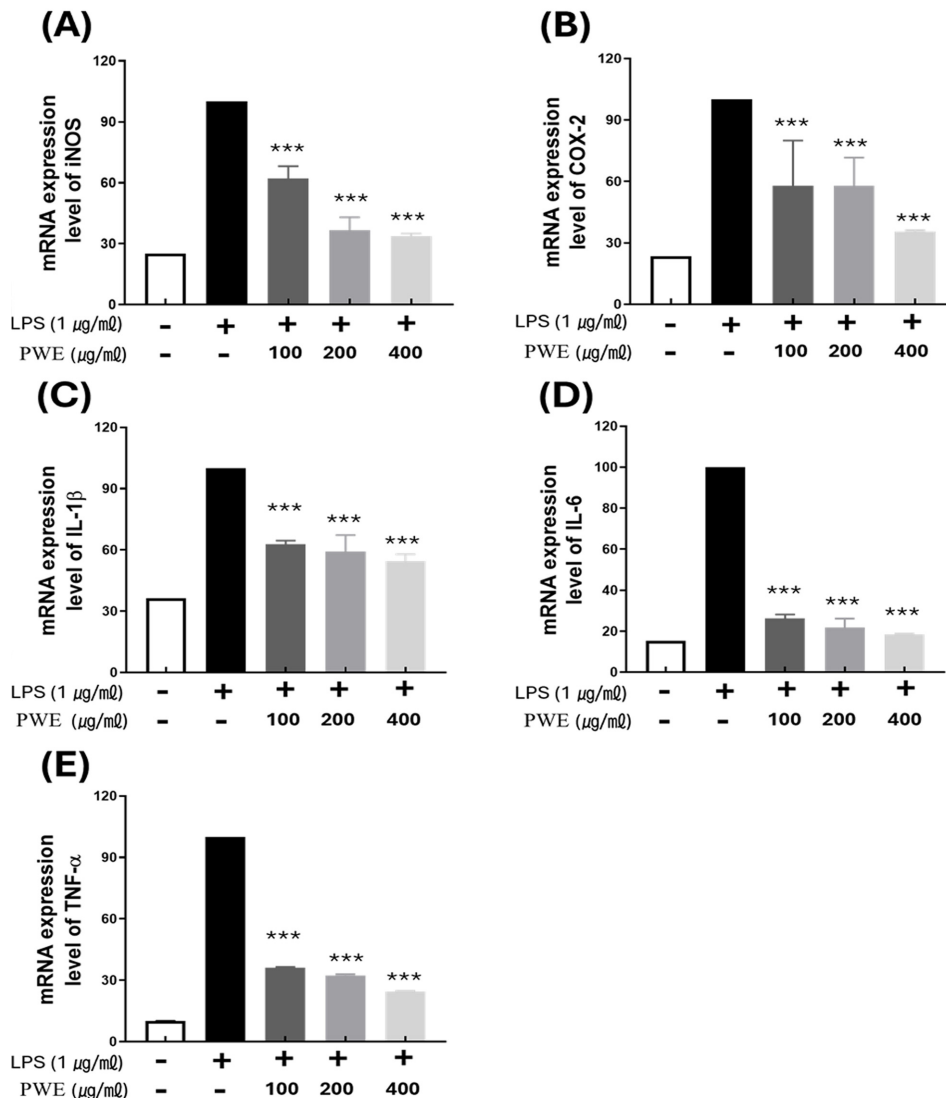 (A)
mRNA expression
level of iNOS
120
90
60
30
0
***
***
***
LPS (1 ㎍/㎖) - + + + +
PWE (㎍/㎖) - - 100 200 400
(B)
mRNA expression
level of COX-2
120
90
60
30
0
***
***
***
LPS (1 ㎍/㎖) - + + + +
PWE (㎍/㎖) - - 100 200 400
(C)
mRNA expression
level of IL-1β
120
90
60
30
0
***
***
***
LPS (1 ㎍/㎖) - + + + +
PWE (㎍/㎖) - - 100 200 400
(D)
mRNA expression
level of IL-6
120
100
80
60
40
20
0
***
***
***
LPS (1 ㎍/㎖) - + + + +
PWE (㎍/㎖) - - 100 200 400
(E)
mRNA expression
level of TNF-α
120
90
60
30
0
***
***
***
LPS (1 ㎍/㎖) - + + + +
PWE (㎍/㎖) - - 100 200 400